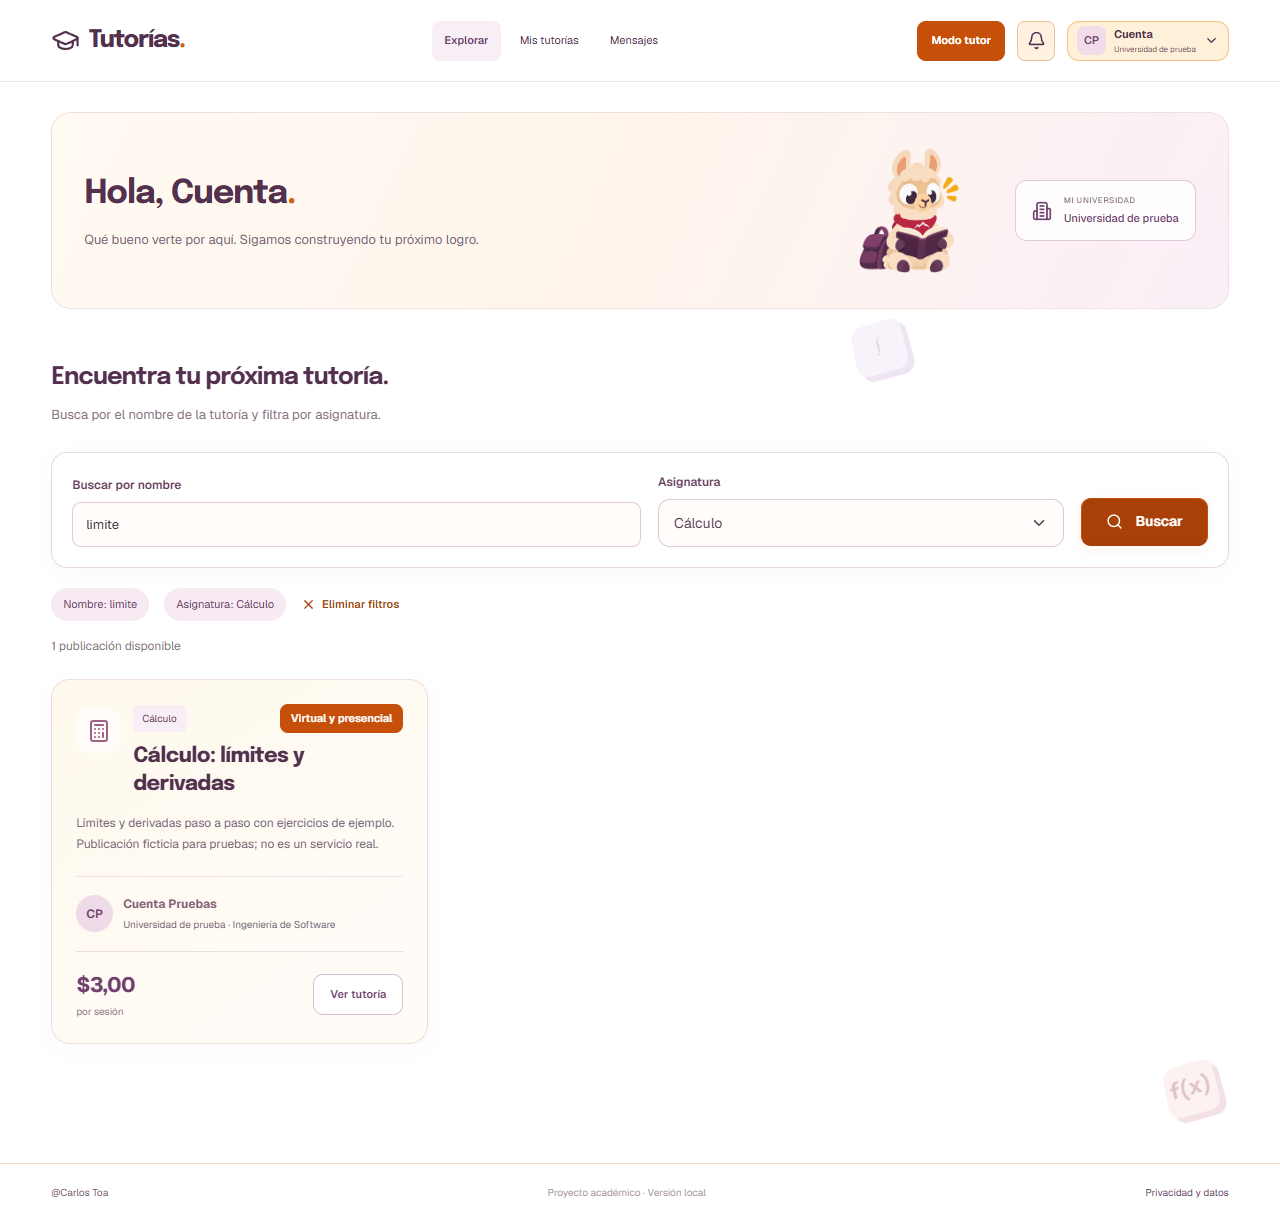 Tutorías.
Explorar
Mis tutorías
Mensajes
Modo tutor
CP
Cuenta
Universidad de prueba
Hola, Cuenta.
Qué bueno verte por aquí. Sigamos construyendo tu próximo logro.
MI UNIVERSIDAD
Universidad de prueba
∫
Encuentra tu próxima tutoría.
Busca por el nombre de la tutoría y filtra por asignatura.
Buscar por nombre
limite
Asignatura
Cálculo
Buscar
Nombre: limite
Asignatura: Cálculo
Eliminar filtros
1 publicación disponible
Cálculo
Virtual y presencial
Cálculo: límites y
derivadas
Límites y derivadas paso a paso con ejercicios de ejemplo.
Publicación ficticia para pruebas; no es un servicio real.
CP
Cuenta Pruebas
Universidad de prueba · Ingeniería de Software
$3,00
por sesión
Ver tutoría
f(x)
@Carlos Toa
Proyecto académico · Versión local
Privacidad y datos